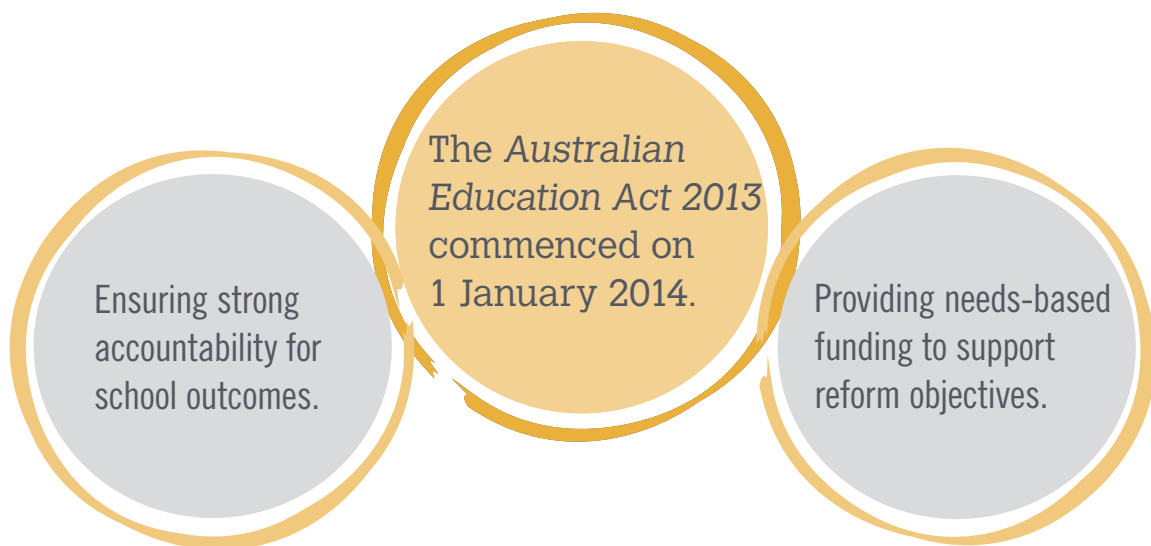 The Australian
Education Act 2013
commenced on
1 January 2014.
Ensuring strong
accountability for
school outcomes.
Providing needs-based
funding to support
reform objectives.